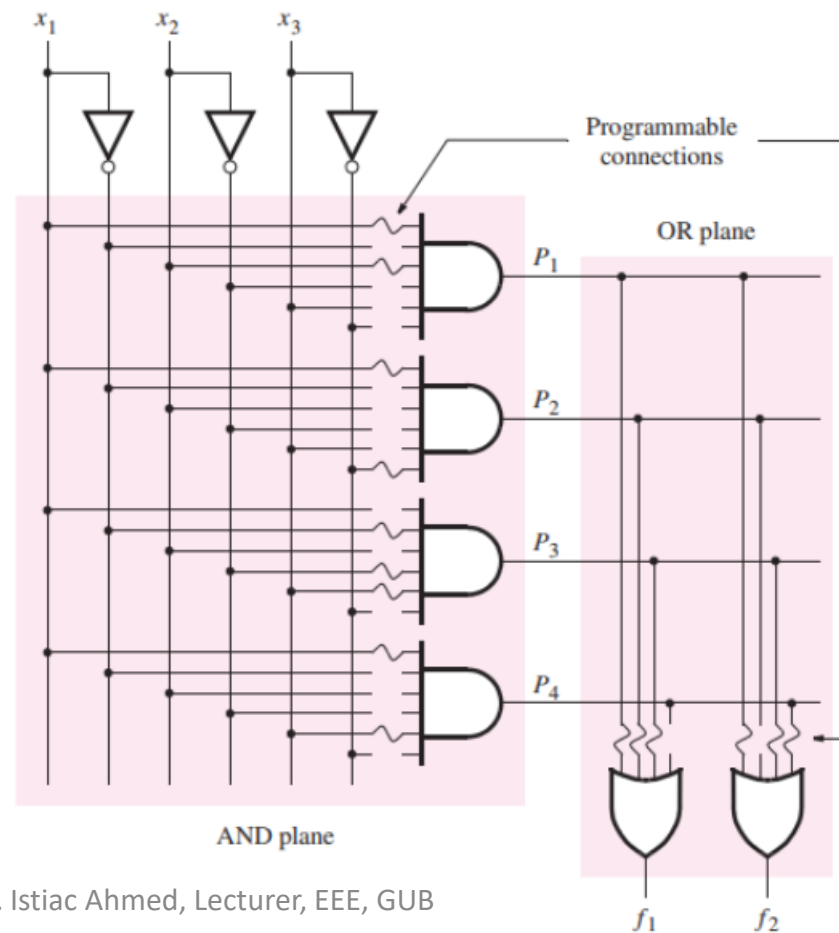 x1 x2 x3
Programmable
connections
OR plane
P1
P2
P3
P4
AND plane
. Istiac Ahmed, Lecturer, EEE, GUB
f1 f2